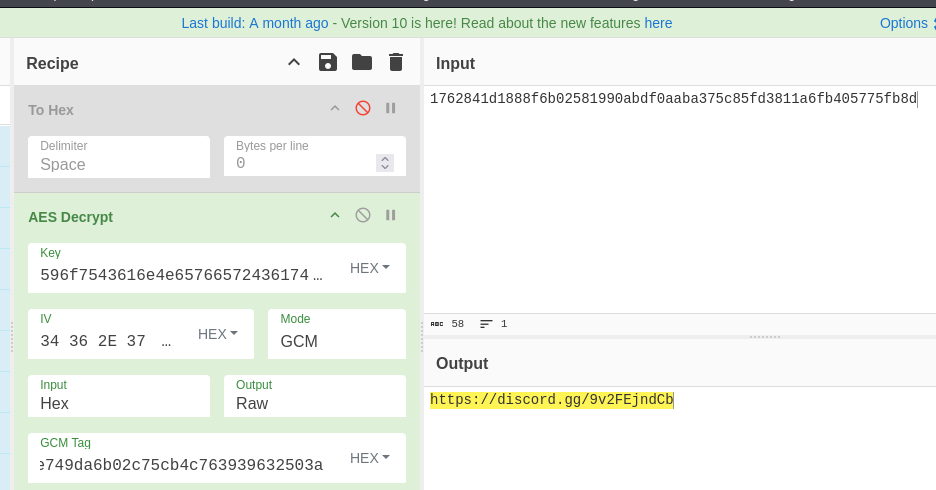 Last build: A month ago - Version 10 is here! Read about the new features here
Options
Recipe
To Hex
Delimiter
Space
Bytes per line
0
AES Decrypt
Key
596f7543616e4e65766572436174 …
HEX
IV
34 36 2E 37 …
HEX
Mode
GCM
Input
Hex
Output
Raw
GCM Tag
e749da6b02c75cb4c763939632503a
HEX
Input
1762841d1888f6b02581990abdf0aaba375c85fd3811a6fb405775fb8d
ABC 58 1
Output
https://discord.gg/9v2FEjndCb